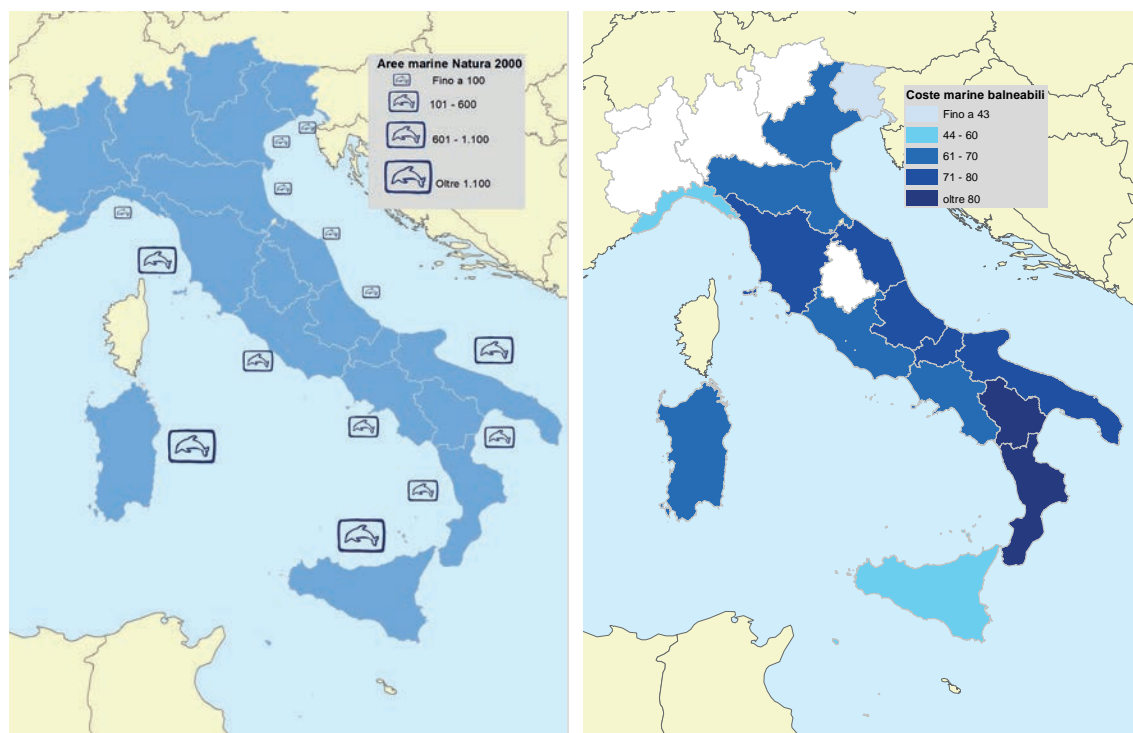 Aree marine Natura 2000
Fino a 100
101 - 600
601 - 1.100
Oltre 1.100
Coste marine balneabili
Fino a 43
44 - 60
61 - 70
71 - 80
oltre 80